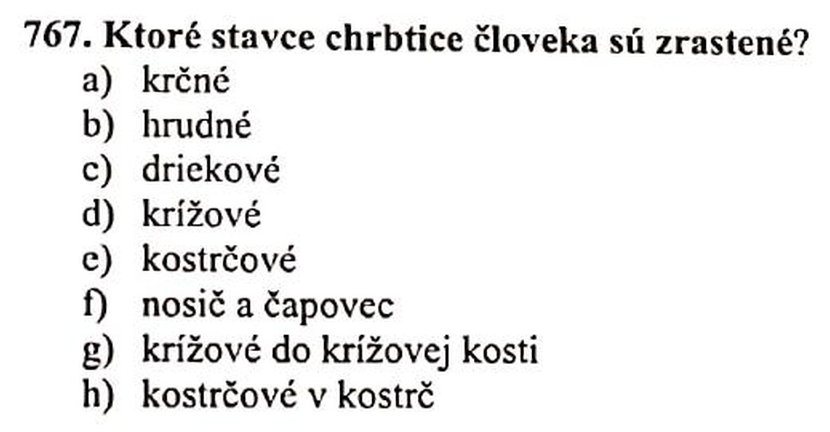 767. Ktoré stavce chrbtice človeka sú zrastené?
a) krčné
b) hrudné
c) driekové
d) krížové
e) kostrčové
f) nosič a čapovec
g) krížové do krížovej kosti
h) kostrčové v kostrč